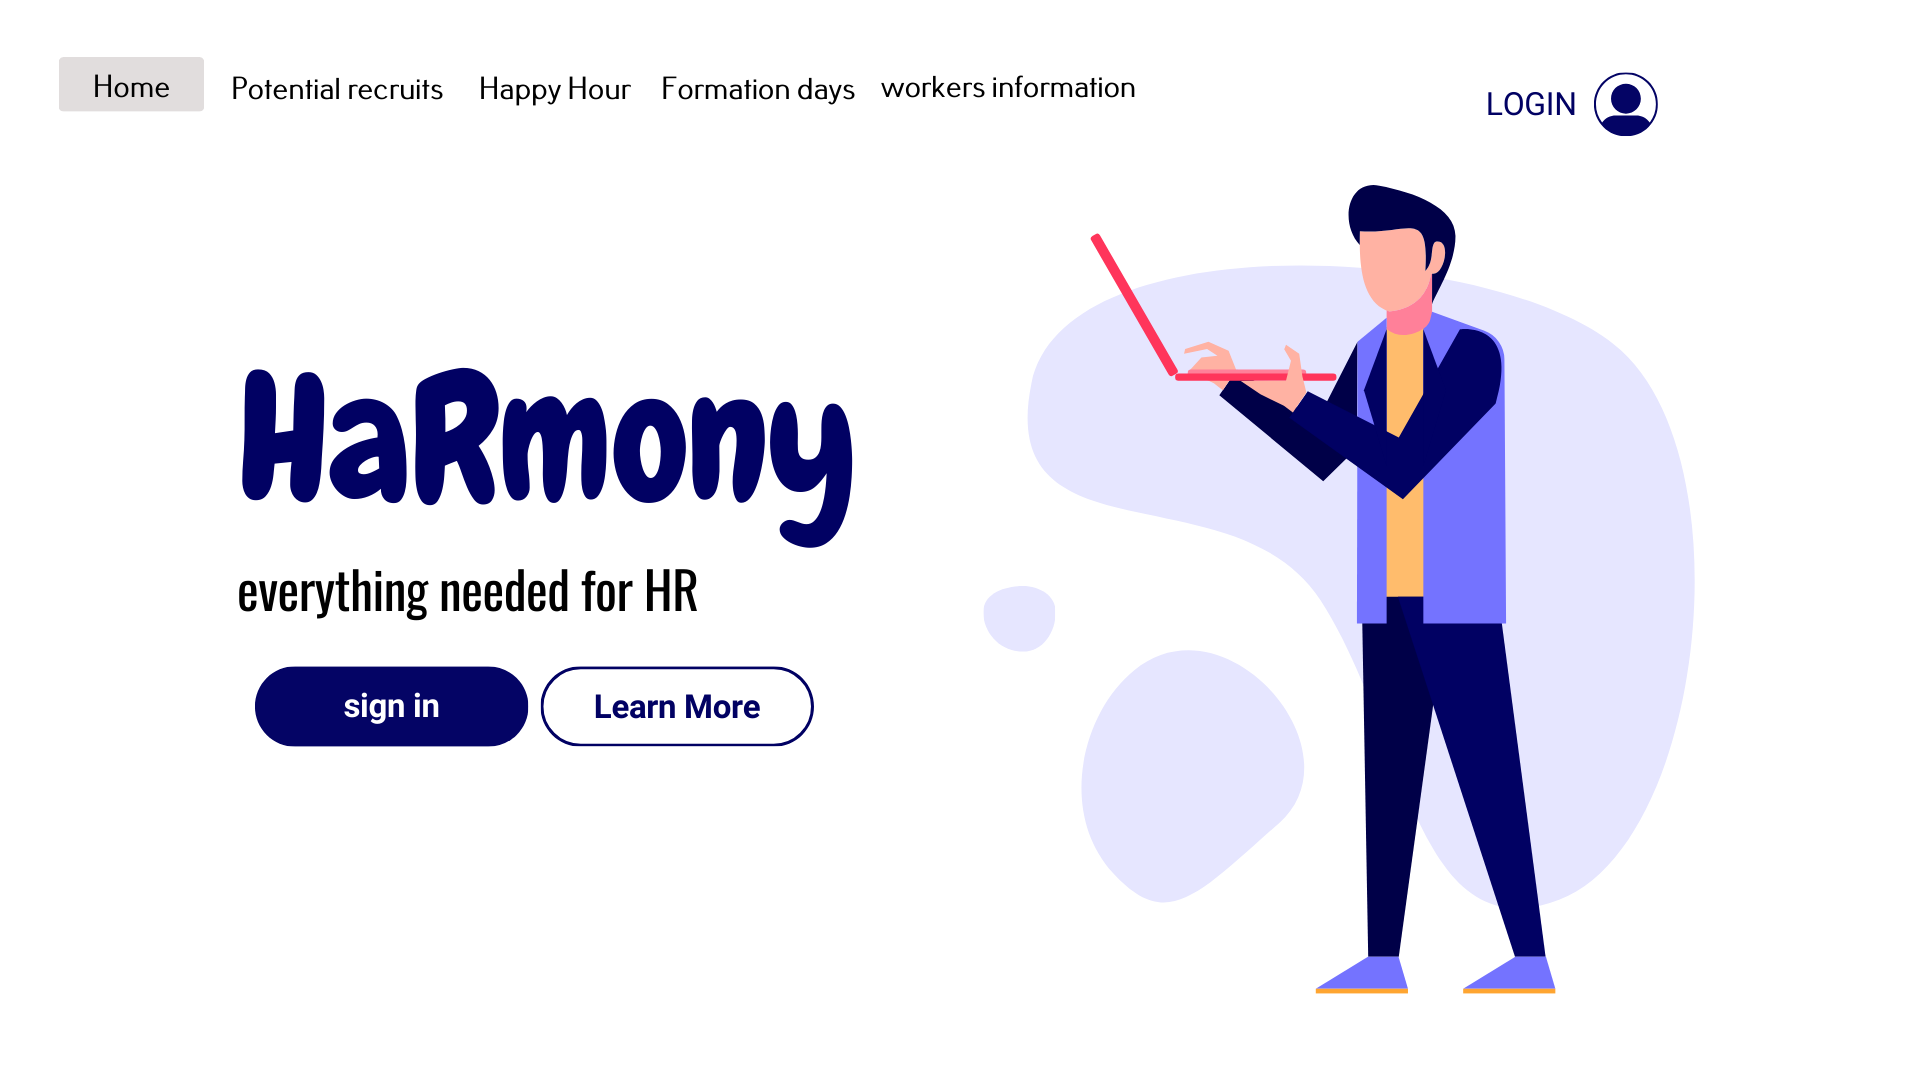 Home Potential recruits Happy Hour Formation days workers information
LOGIN
HaRmony
everything needed for HR
sign in Learn More